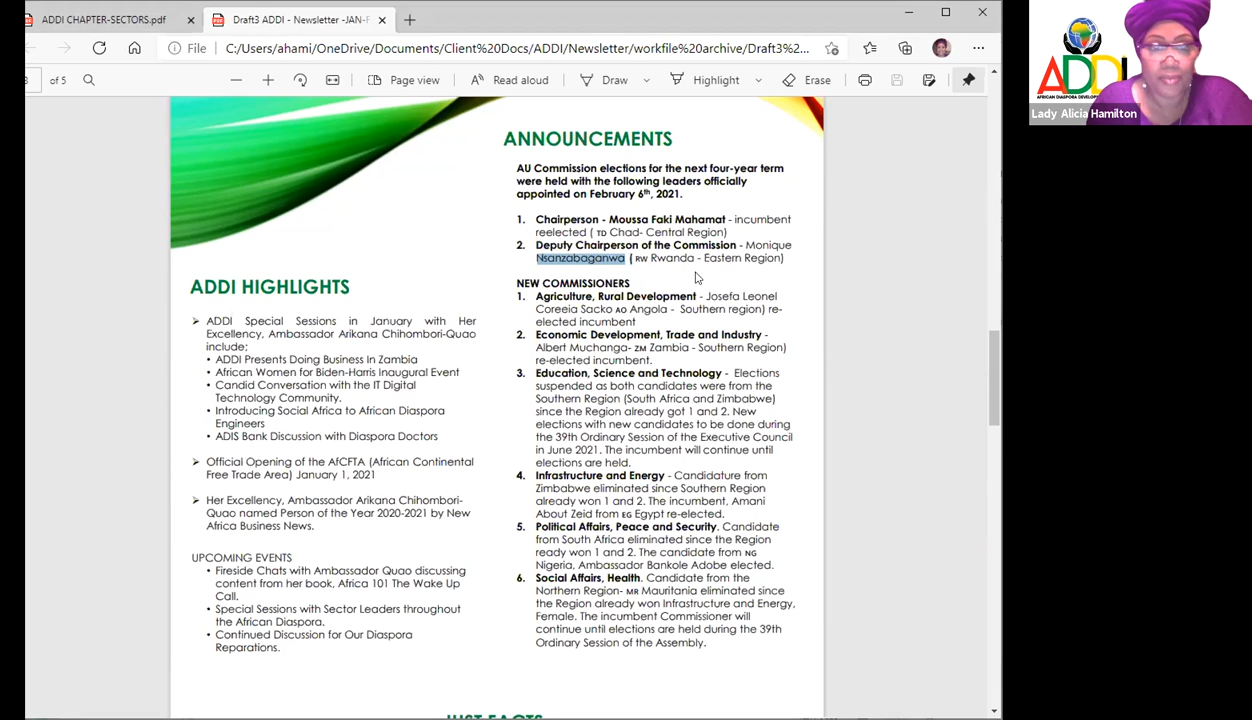 ADDI CHAPTER-SECTORS.pdf
Draft3 ADDI - Newsletter -JAN-F
File
C:/Users/ahami/OneDrive/Documents/Client%20Docs/ADDI/Newsletter/workfile%20archive/Draft3%2...
of 5
Page view
Read aloud
Draw
Highlight
Erase
ADDI
Lady Alicia Hamilton
ADDI HIGHLIGHTS
ADDI Special Sessions in January with Her
Excellency, Ambassador Arikana Chihombori-Quao
include;
• ADDI Presents Doing Business In Zambia
• African Women for Biden-Harris Inaugural Event
• Candid Conversation with the IT Digital
Technology Community.
• Introducing Social Africa to African Diaspora
Engineers
• ADIS Bank Discussion with Diaspora Doctors
Official Opening of the AfCFTA (African Continental
Free Trade Area) January 1, 2021
Her Excellency, Ambassador Arikana Chihombori-
Quao named Person of the Year 2020-2021 by New
Africa Business News.
UPCOMING EVENTS
• Fireside Chats with Ambassador Quao discussing
content from her book, Africa 101 The Wake Up
Call.
• Special Sessions with Sector Leaders throughout
the African Diaspora.
• Continued Discussion for Our Diaspora
Reparations.
ANNOUNCEMENTS
AU Commission elections for the next four-year term
were held with the following leaders officially
appointed on February 6th, 2021.
1. Chairperson - Moussa Faki Mahamat - incumbent
reelected ( TD Chad- Central Region)
2. Deputy Chairperson of the Commission - Monique
Nsanzabaganwa ( RW Rwanda - Eastern Region)
NEW COMMISSIONERS
1. Agriculture, Rural Development - Josefa Leonel
Coreeia Sacko AO Angola - Southern region) re-
elected incumbent
2. Economic Development, Trade and Industry -
Albert Muchanga- ZM Zambia - Southern Region)
re-elected incumbent.
3. Education, Science and Technology - Elections
suspended as both candidates were from the
Southern Region (South Africa and Zimbabwe)
since the Region already got 1 and 2. New
elections with new candidates to be done during
the 39th Ordinary Session of the Executive Council
in June 2021. The incumbent will continue until
elections are held.
4. Infrastructure and Energy - Candidature from
Zimbabwe eliminated since Southern Region
already won 1 and 2. The incumbent, Amani
About Zeid from EG Egypt re-elected.
5. Political Affairs, Peace and Security. Candidate
from South Africa eliminated since the Region
ready won 1 and 2. The candidate from NG
Nigeria, Ambassador Bankole Adobe elected.
6. Social Affairs, Health. Candidate from the
Northern Region- MR Mauritania eliminated since
the Region already won Infrastructure and Energy,
Female. The incumbent Commissioner will
continue until elections are held during the 39th
Ordinary Session of the Assembly.
JUST FACTS